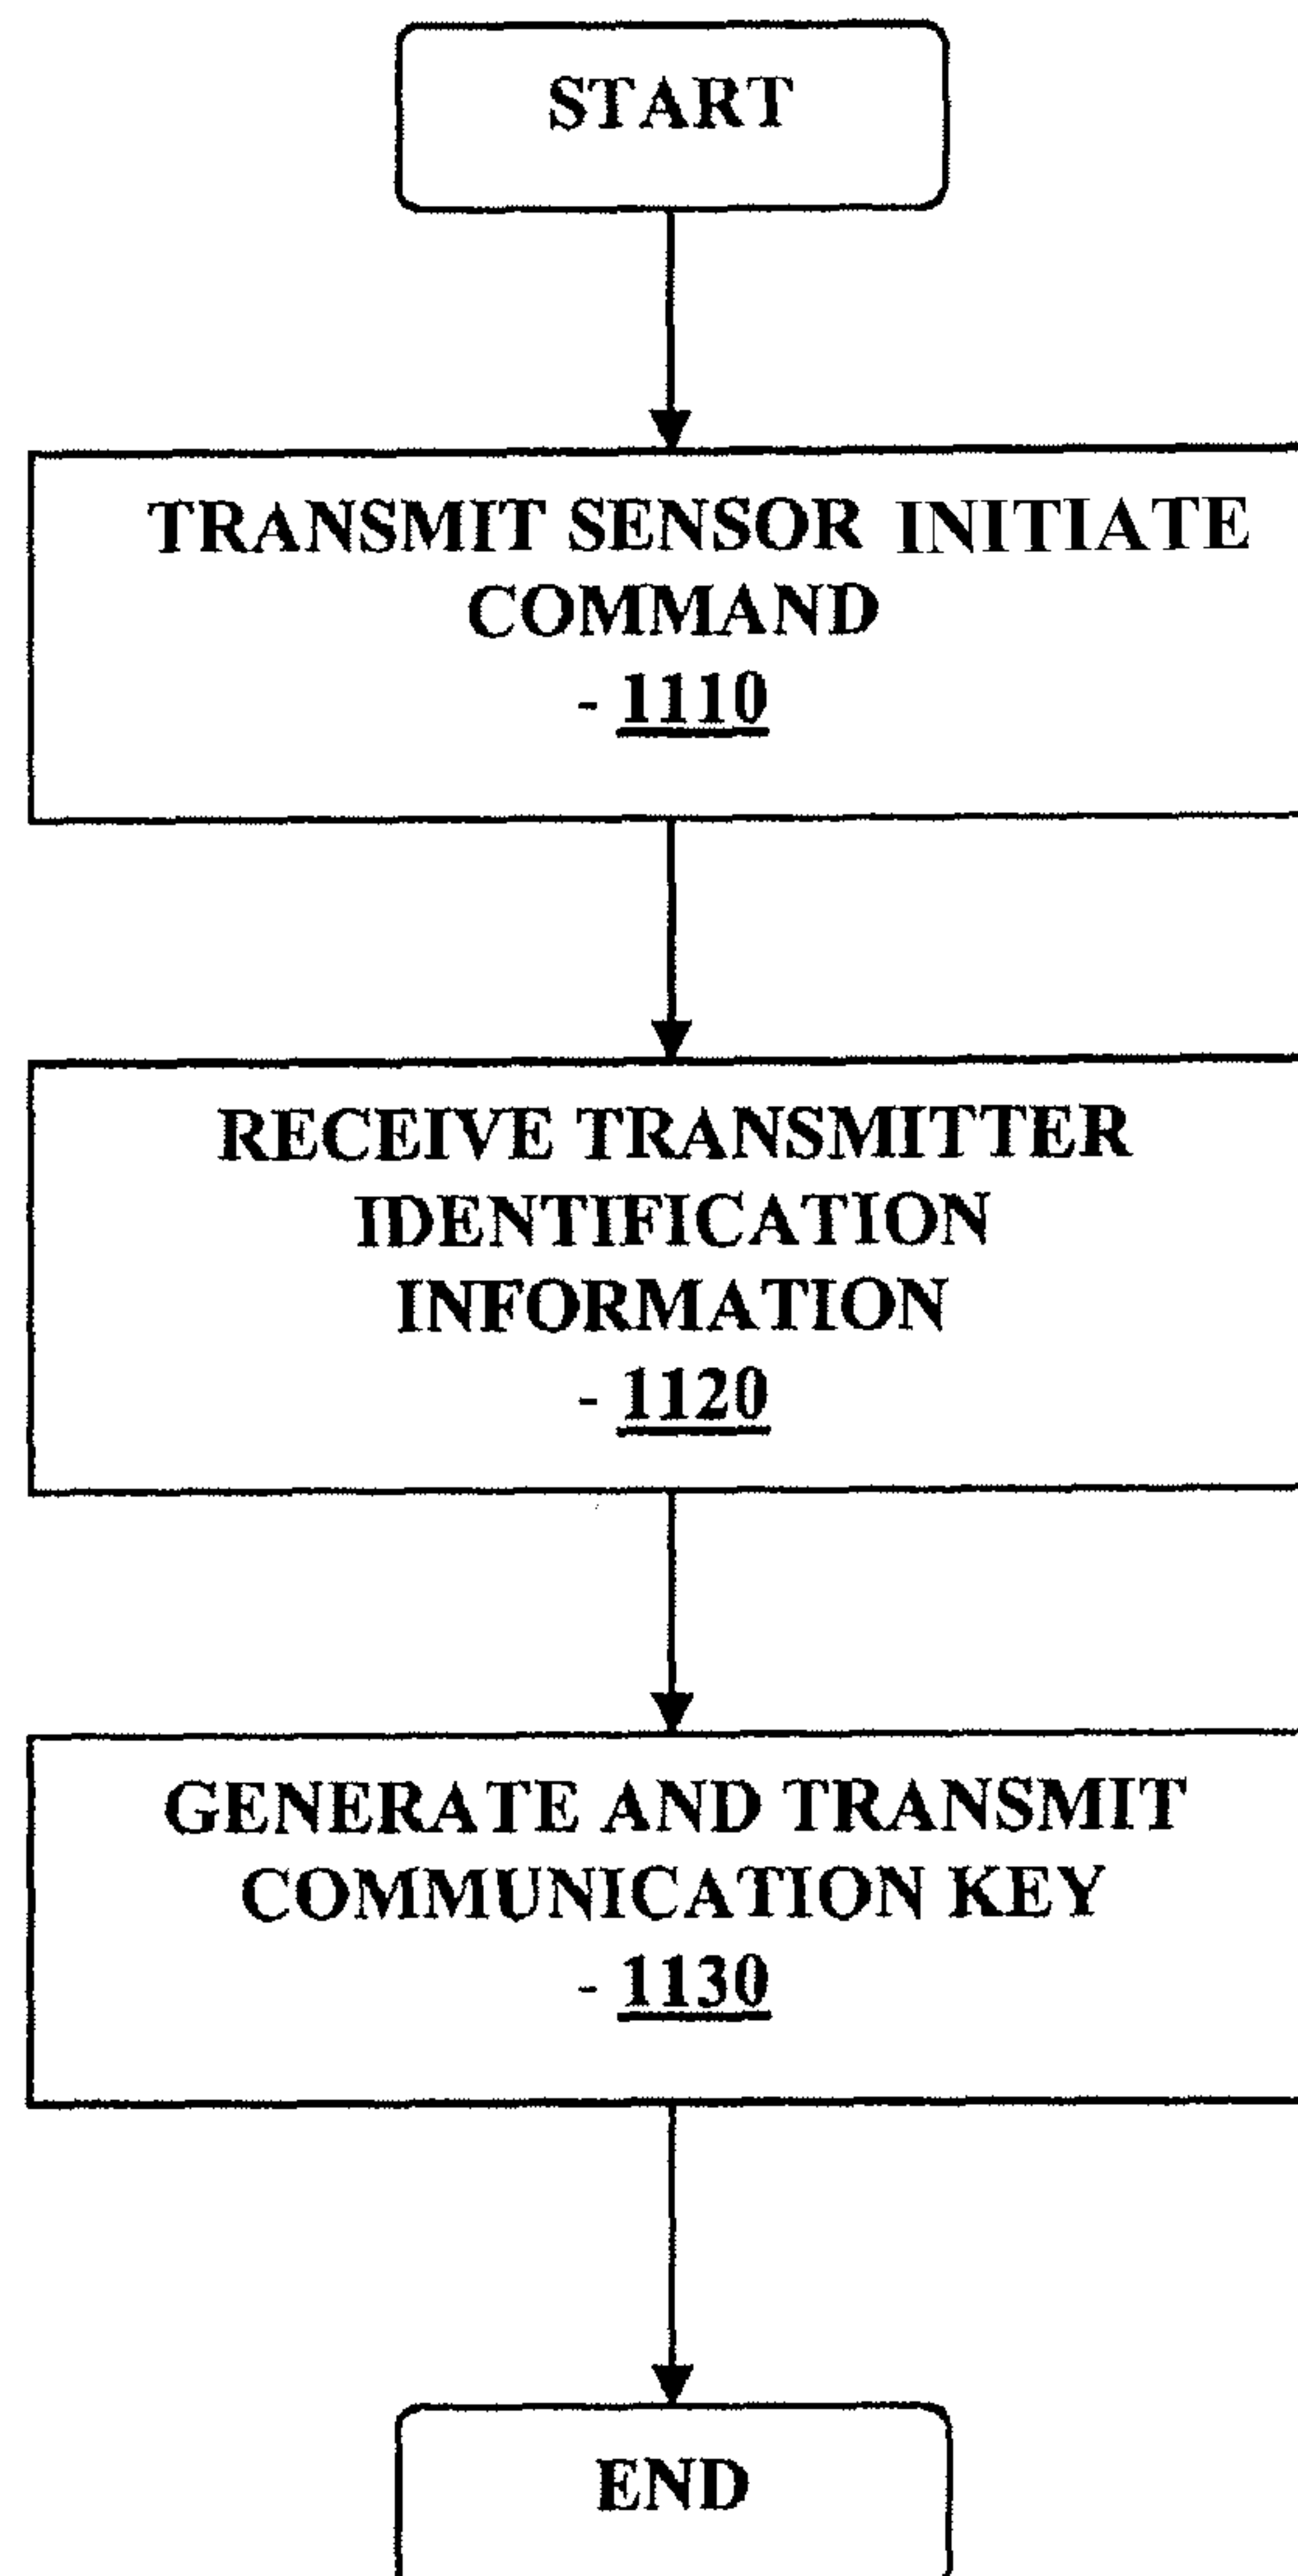 START
TRANSMIT SENSOR INITIATE
COMMAND
- 1110
RECEIVE TRANSMITTER
IDENTIFICATION
INFORMATION
- 1120
GENERATE AND TRANSMIT
COMMUNICATION KEY
- 1130
END